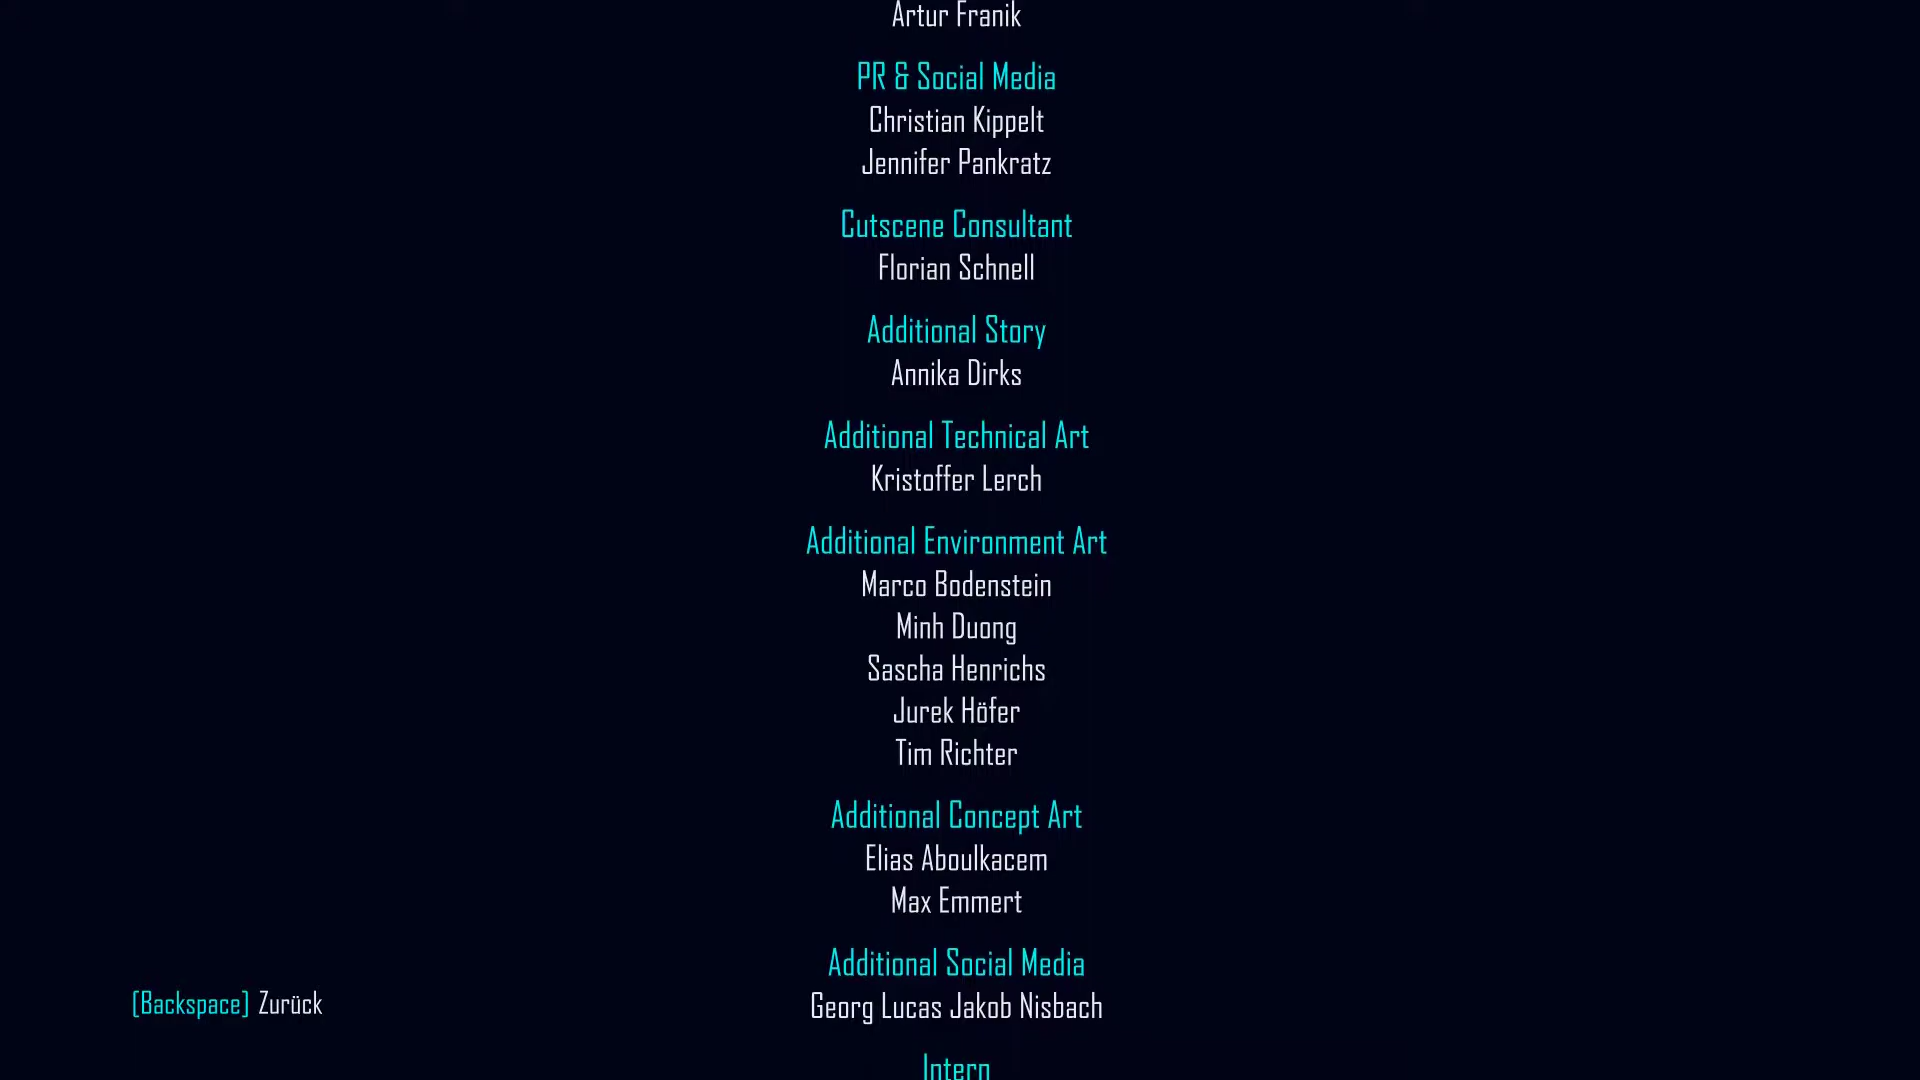 Artur Franik
PR & Social Media
Christian Kippelt
Jennifer Pankratz
Cutscene Consultant
Florian Schnell
Additional Story
Annika Dirks
Additional Technical Art
Kristoffer Lerch
Additional Environment Art
Marco Bodenstein
Minh Duong
Sascha Henrichs
Jurek Höfer
Tim Richter
Additional Concept Art
Elias Aboulkacem
Max Emmert
Additional Social Media
[Backspace] Zurück
Georg Lucas Jakob Nisbach
Intern